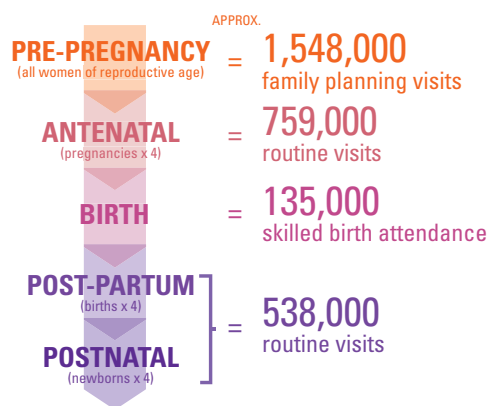 APPROX.
PRE-PREGNANCY = 1,548,000
(all women of reproductive age) family planning visits
ANTENATAL = 759,000
(pregnancies x 4) routine visits
BIRTH = 135,000
skilled birth attendance
POST-PARTUM
(births x 4)
= 538,000
routine visits
POSTNATAL
(newborns x 4)